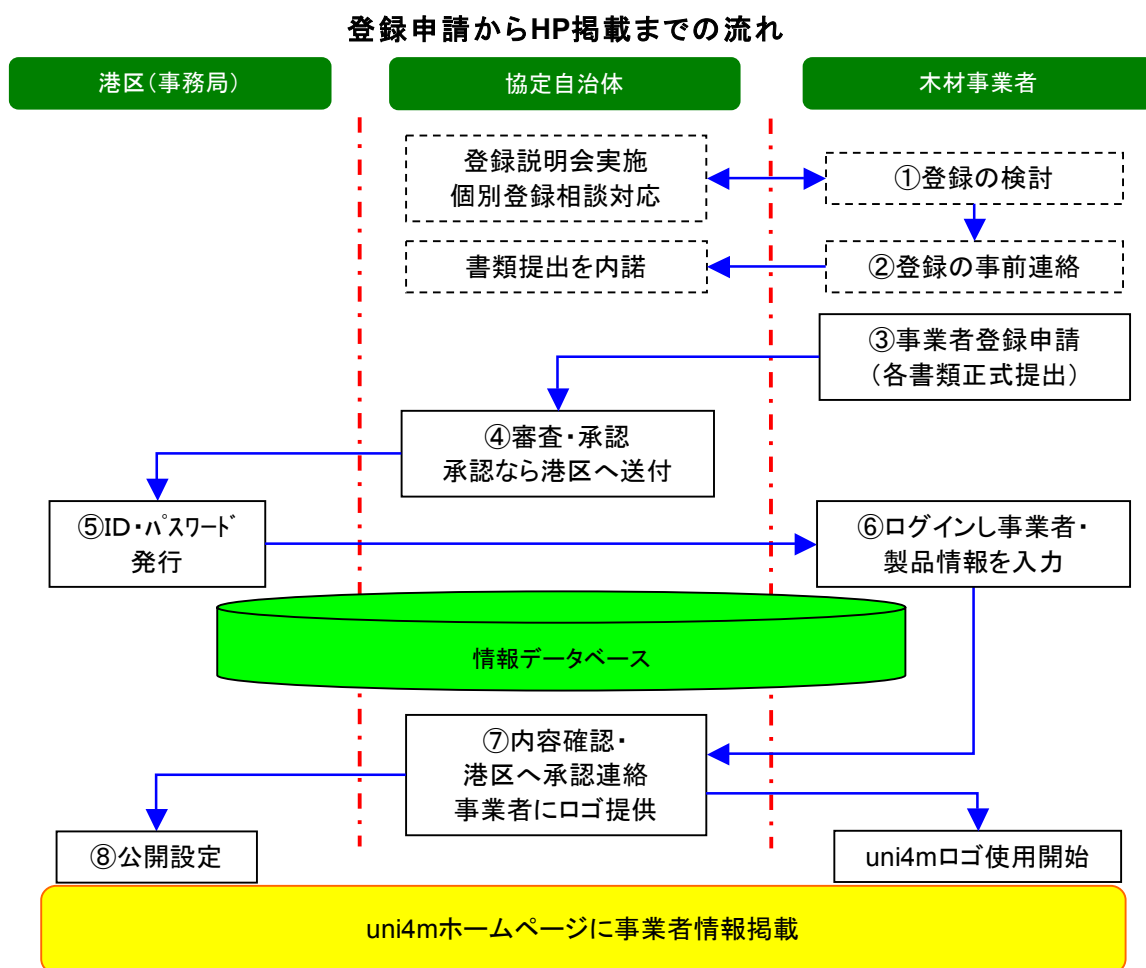 登録申請からHP掲載までの流れ
港区（事務局）
協定自治体
木材事業者
登録説明会実施
個別登録相談対応
①登録の検討
書類提出を内諾
②登録の事前連絡
③事業者登録申請
（各書類正式提出）
④審査・承認
承認なら港区へ送付
⑤ID・ﾊﾟｽﾜｰﾄﾞ
発行
⑥ログインし事業者・
製品情報を入力
情報データベース
⑦内容確認・
港区へ承認連絡
事業者にロゴ提供
⑧公開設定
uni4mロゴ使用開始
uni4mホームページに事業者情報掲載